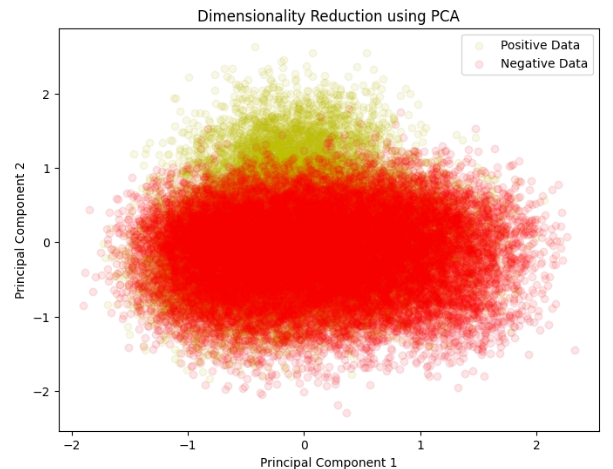 Dimensionality Reduction using PCA
Positive Data
Negative Data
2
1
0
−1
−2
Principal Component 2
−2
−1
0
1
2
Principal Component 1